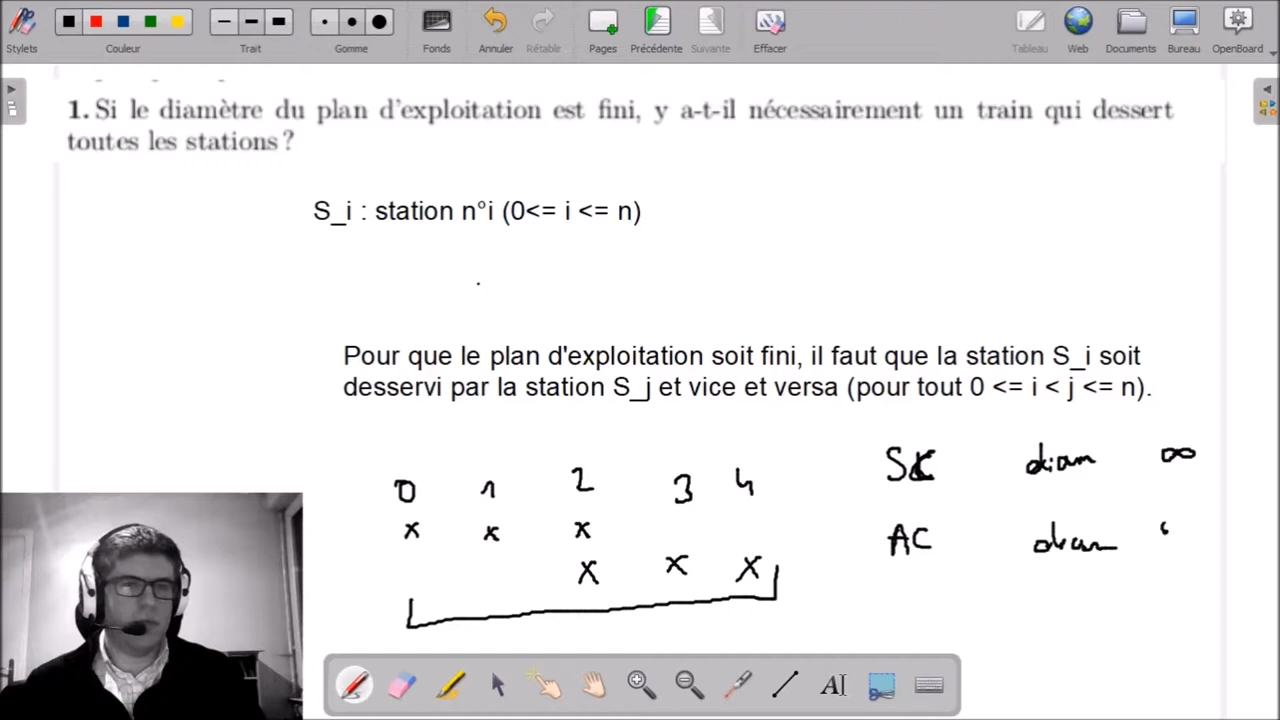 Stylets Couleur Trait Gomme Fonds Annuler Rétablir Pages Précédente Suivante Effacer Tableau Web Documents Bureau OpenBoard
1. Si le diamètre du plan d'exploitation est fini, y a-t-il nécessairement un train qui dessert
toutes les stations ?
S_i : station n°i (0<= i <= n)
Pour que le plan d'exploitation soit fini, il faut que la station S_i soit
desservi par la station S_j et vice et versa (pour tout 0 <= i < j <= n).
0 1 2 3 4
x x x
x x x
diam ∞
AC diam